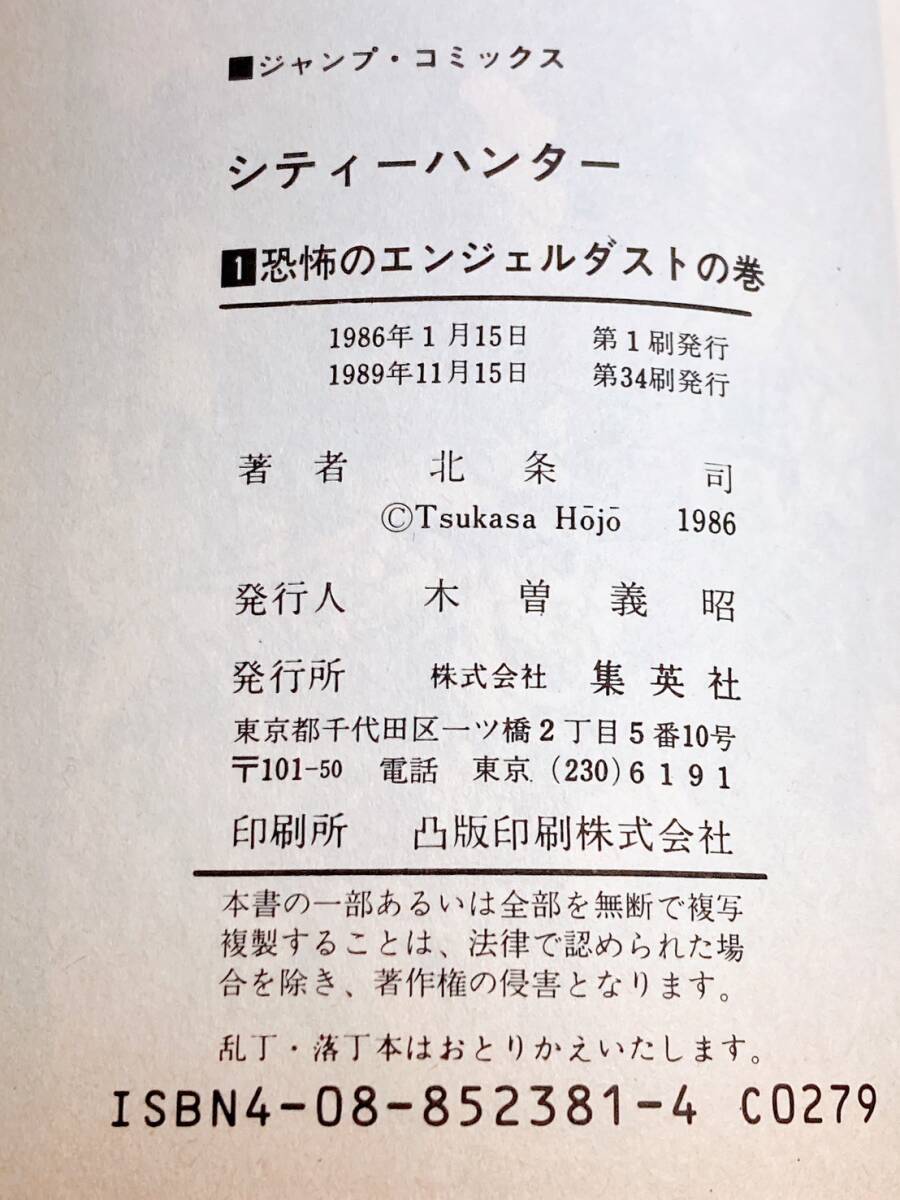 ■ジャンプ・コミックス
シティーハンター
1恐怖のエンジェルダストの巻
1986年1月15日 第1刷発行
1989年11月15日 第34刷発行
著者 北条 司
©Tsukasa Hōjō 1986
発行人 木曽義昭
発行所 株式会社 集英社
東京都千代田区一ツ橋2丁目5番10号
〒101-50 電話 東京 (230) 6191
印刷所 凸版印刷株式会社
本書の一部あるいは全部を無断で複写
複製することは、法律で認められた場
合を除き、著作権の侵害となります。
乱丁・落丁本はおとりかえいたします。
ISBN4-08-852381-4 C0279